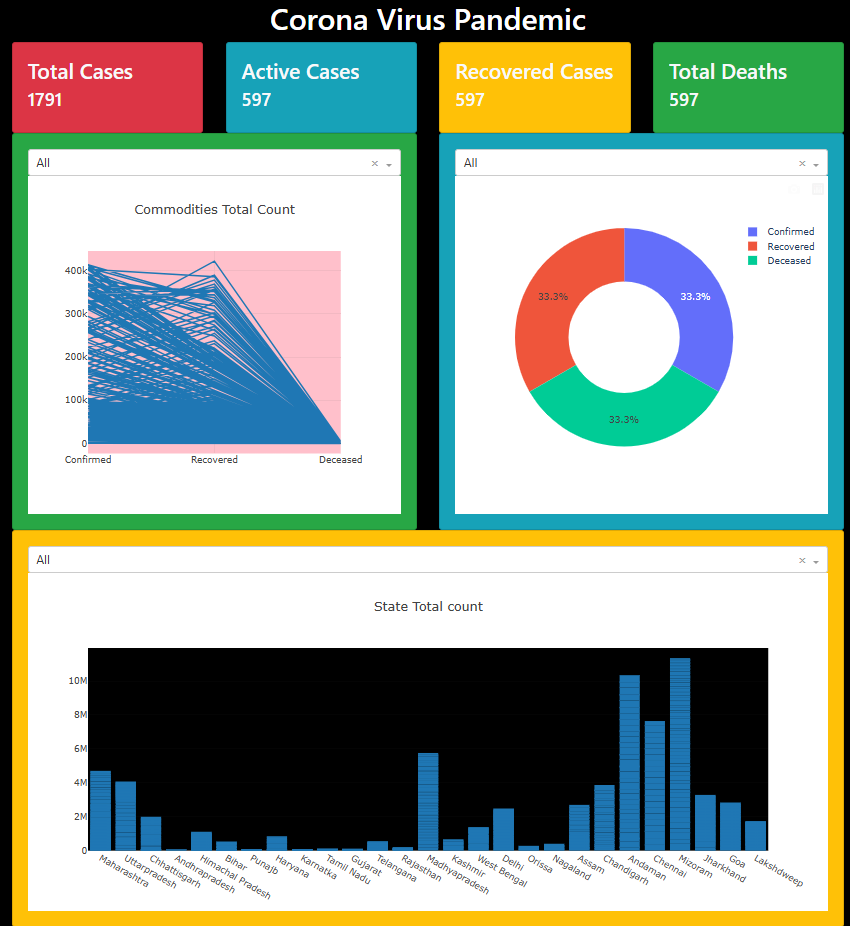 Corona Virus Pandemic
Total Cases
1791
Active Cases
597
Recovered Cases
597
Total Deaths
597
All
Commodities Total Count
400k
300k
200k
100k
0
Confirmed Recovered Deceased
All
Confirmed
Recovered
Deceased
33.3%
33.3%
33.3%
All
State Total count
10M
8M
6M
4M
2M
0
Maharashtra
Uttarpradesh
Chhattisgarh
Andhrapradesh
Himachal Pradesh
Bihar
Punajb
Haryana
Karnatka
Tamil Nadu
Gujarat
Telangana
Rajasthan
Madhyapradesh
Kashmir
West Bengal
Delhi
Orissa
Nagaland
Assam
Chandigarh
Andaman
Chennai
Mizoram
Jharkhand
Goa
Lakshdweep